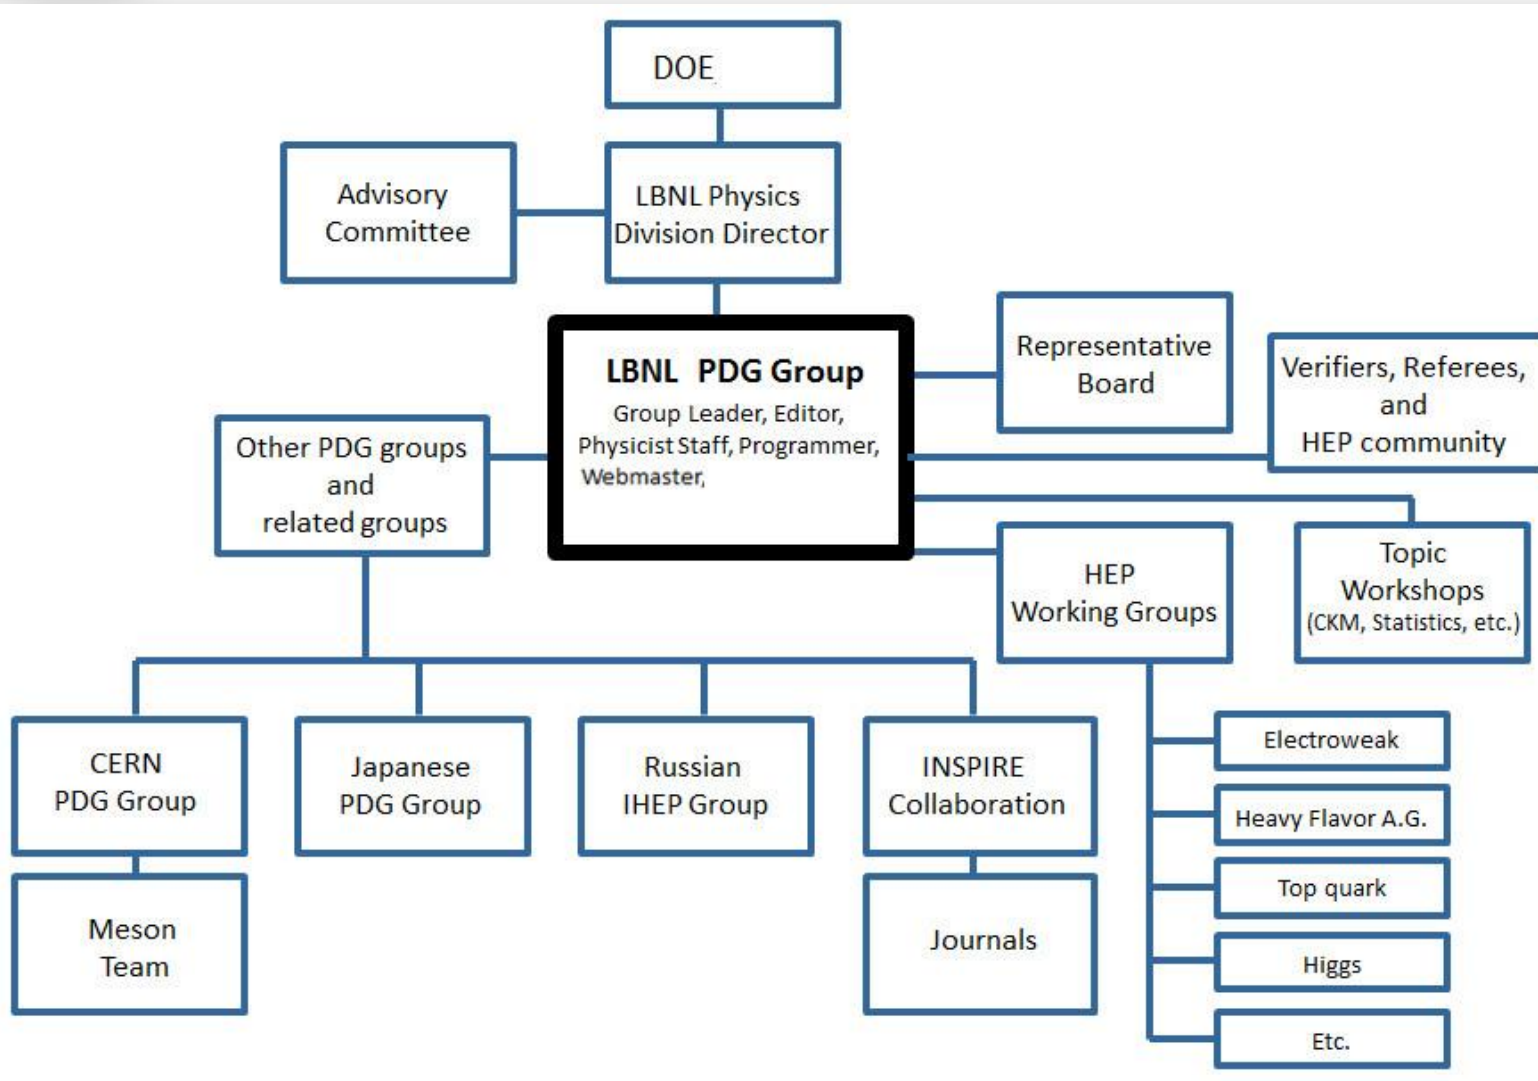 DOE
Advisory
Committee
LBNL Physics
Division Director
LBNL PDG Group
Group Leader, Editor,
Physicist Staff, Programmer,
Webmaster,
Representative
Board
Verifiers, Referees,
and
HEP community
Other PDG groups
and
related groups
HEP
Working Groups
Topic
Workshops
(CKM, Statistics, etc.)
CERN
PDG Group
Japanese
PDG Group
Russian
IHEP Group
INSPIRE
Collaboration
Meson
Team
Journals
Electroweak
Heavy Flavor A.G.
Top quark
Higgs
Etc.